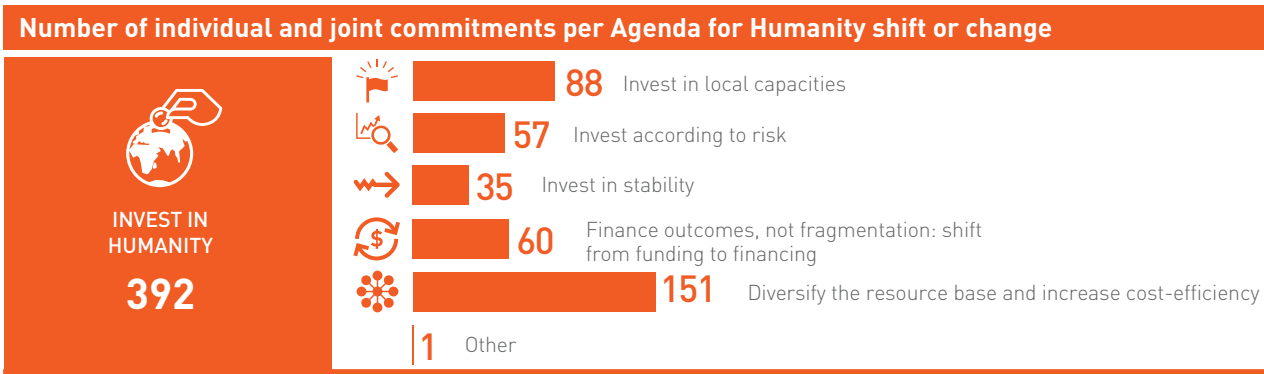 Number of individual and joint commitments per Agenda for Humanity shift or change
INVEST IN
HUMANITY
392
88 Invest in local capacities
57 Invest according to risk
35 Invest in stability
$
60 Finance outcomes, not fragmentation: shift
from funding to financing
151 Diversify the resource base and increase cost-efficiency
1 Other